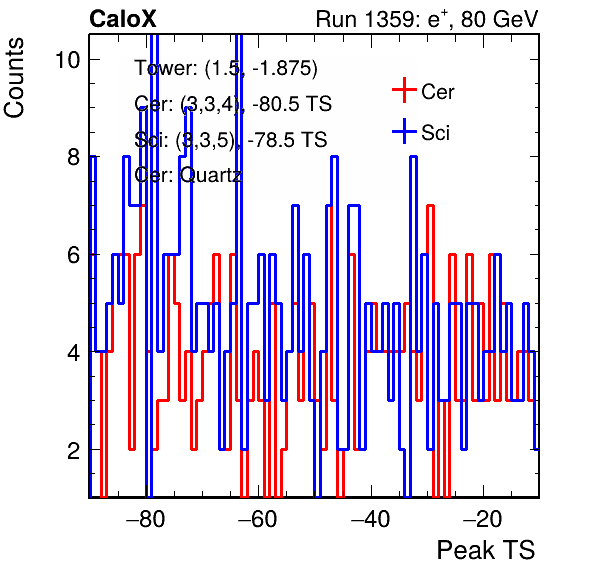 CaloX Run 1359: e⁺, 80 GeV
Counts
10
8
6
4
2
Tower: (1.5, -1.875)
Cer: (3,3,4), -80.5 TS
Sci: (3,3,5), -78.5 TS
Cer: Quartz
Cer
Sci
−80 −60 −40 −20
Peak TS